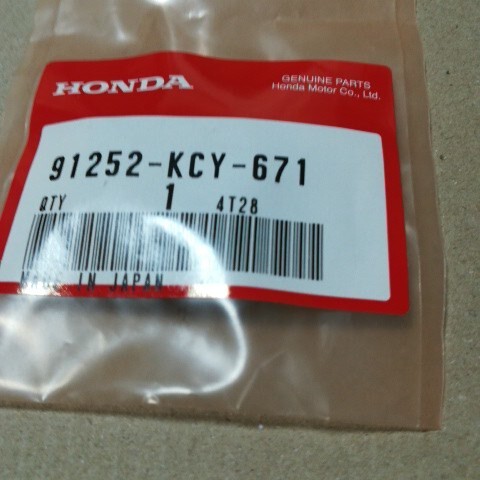 HONDA
GENUINE PARTS
Honda Motor Co., Ltd.
91252-KCY-671
QTY 1 4T28
MADE IN JAPAN